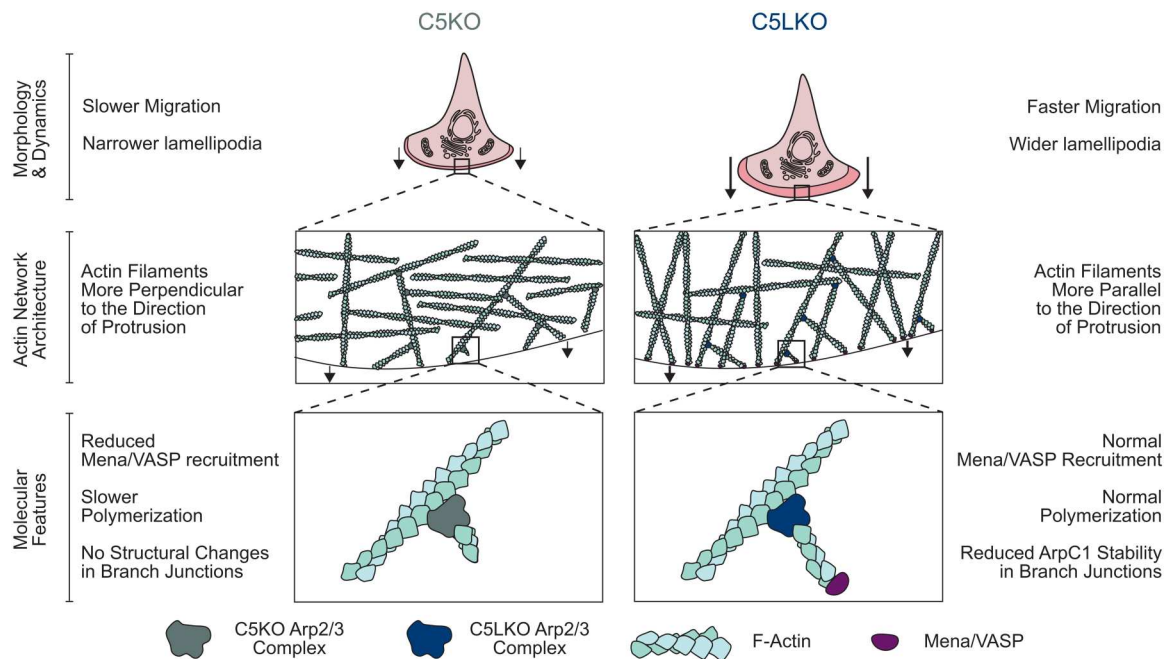 C5KO
C5LKO
Morphology
& Dynamics
Slower Migration
Narrower lamellipodia
Faster Migration
Wider lamellipodia
Actin Network
Architecture
Actin Filaments
More Perpendicular
to the Direction
of Protrusion
Actin Filaments
More Parallel
to the Direction
of Protrusion
Molecular
Features
Reduced
Mena/VASP recruitment
Slower
Polymerization
No Structural Changes
in Branch Junctions
Normal
Mena/VASP Recruitment
Normal
Polymerization
Reduced ArpC1 Stability
in Branch Junctions
C5KO Arp2/3
Complex
C5LKO Arp2/3
Complex
F-Actin
Mena/VASP